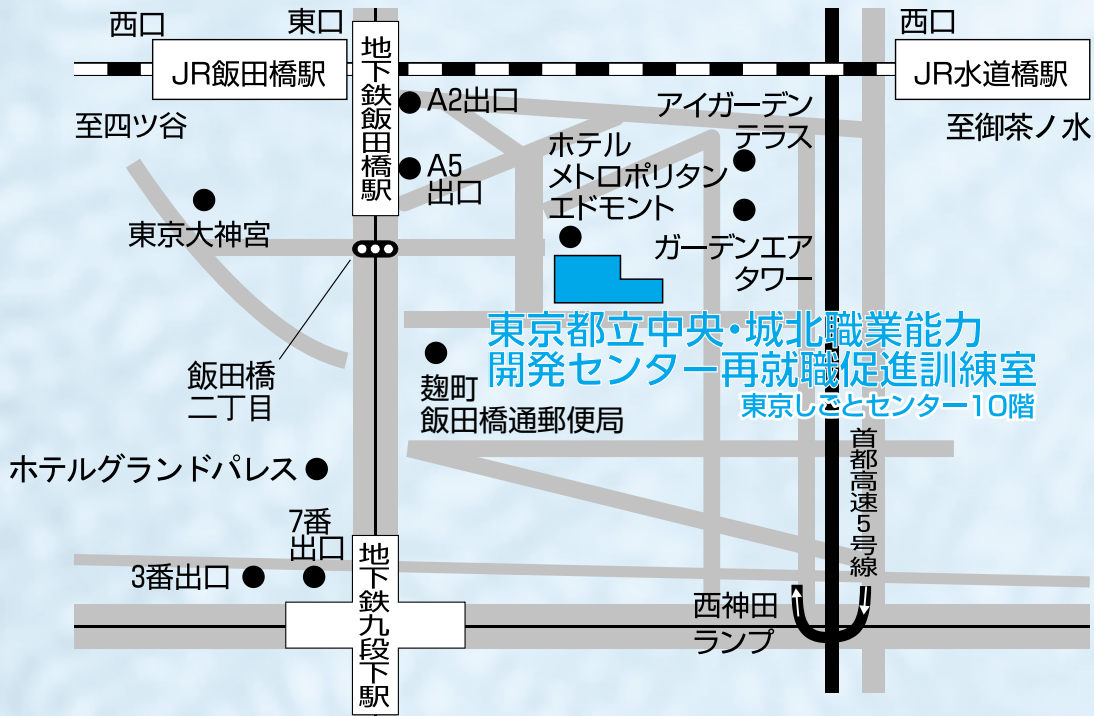 西口
東口
西口
JR飯田橋駅
地下鉄飯田橋駅
JR水道橋駅
至四ツ谷
A2出口
アイガーデン
テラス
至御茶ノ水
A5
出口
ホテル
メトロポリタン
エドモント
東京大神宮
ガーデンエア
タワー
東京都立中央・城北職業能力
開発センター再就職促進訓練室
東京しごとセンター10階
飯田橋
二丁目
麹町
飯田橋通郵便局
首都高速5号線
ホテルグランドパレス
7番
出口
3番出口
地下鉄九段下駅
西神田
ランプ